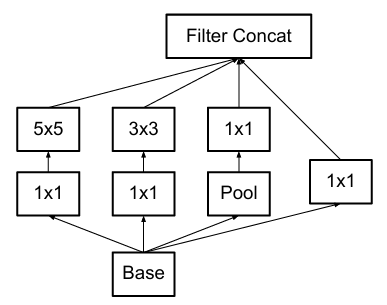 Filter Concat
5x5
3x3
1x1
1x1
1x1
Pool
1x1
Base